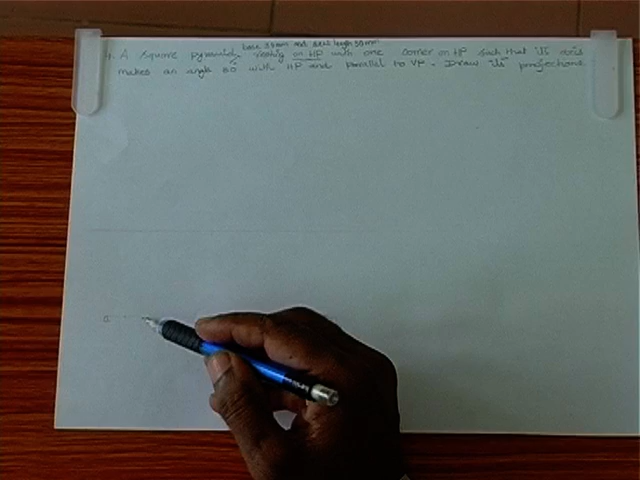 base 35mm and axis length 50mm
4. A square pyramid, resting on HP with one corner on HP such that its axis
makes an angle 60° with HP and parallel to VP. Draw its projections.
a